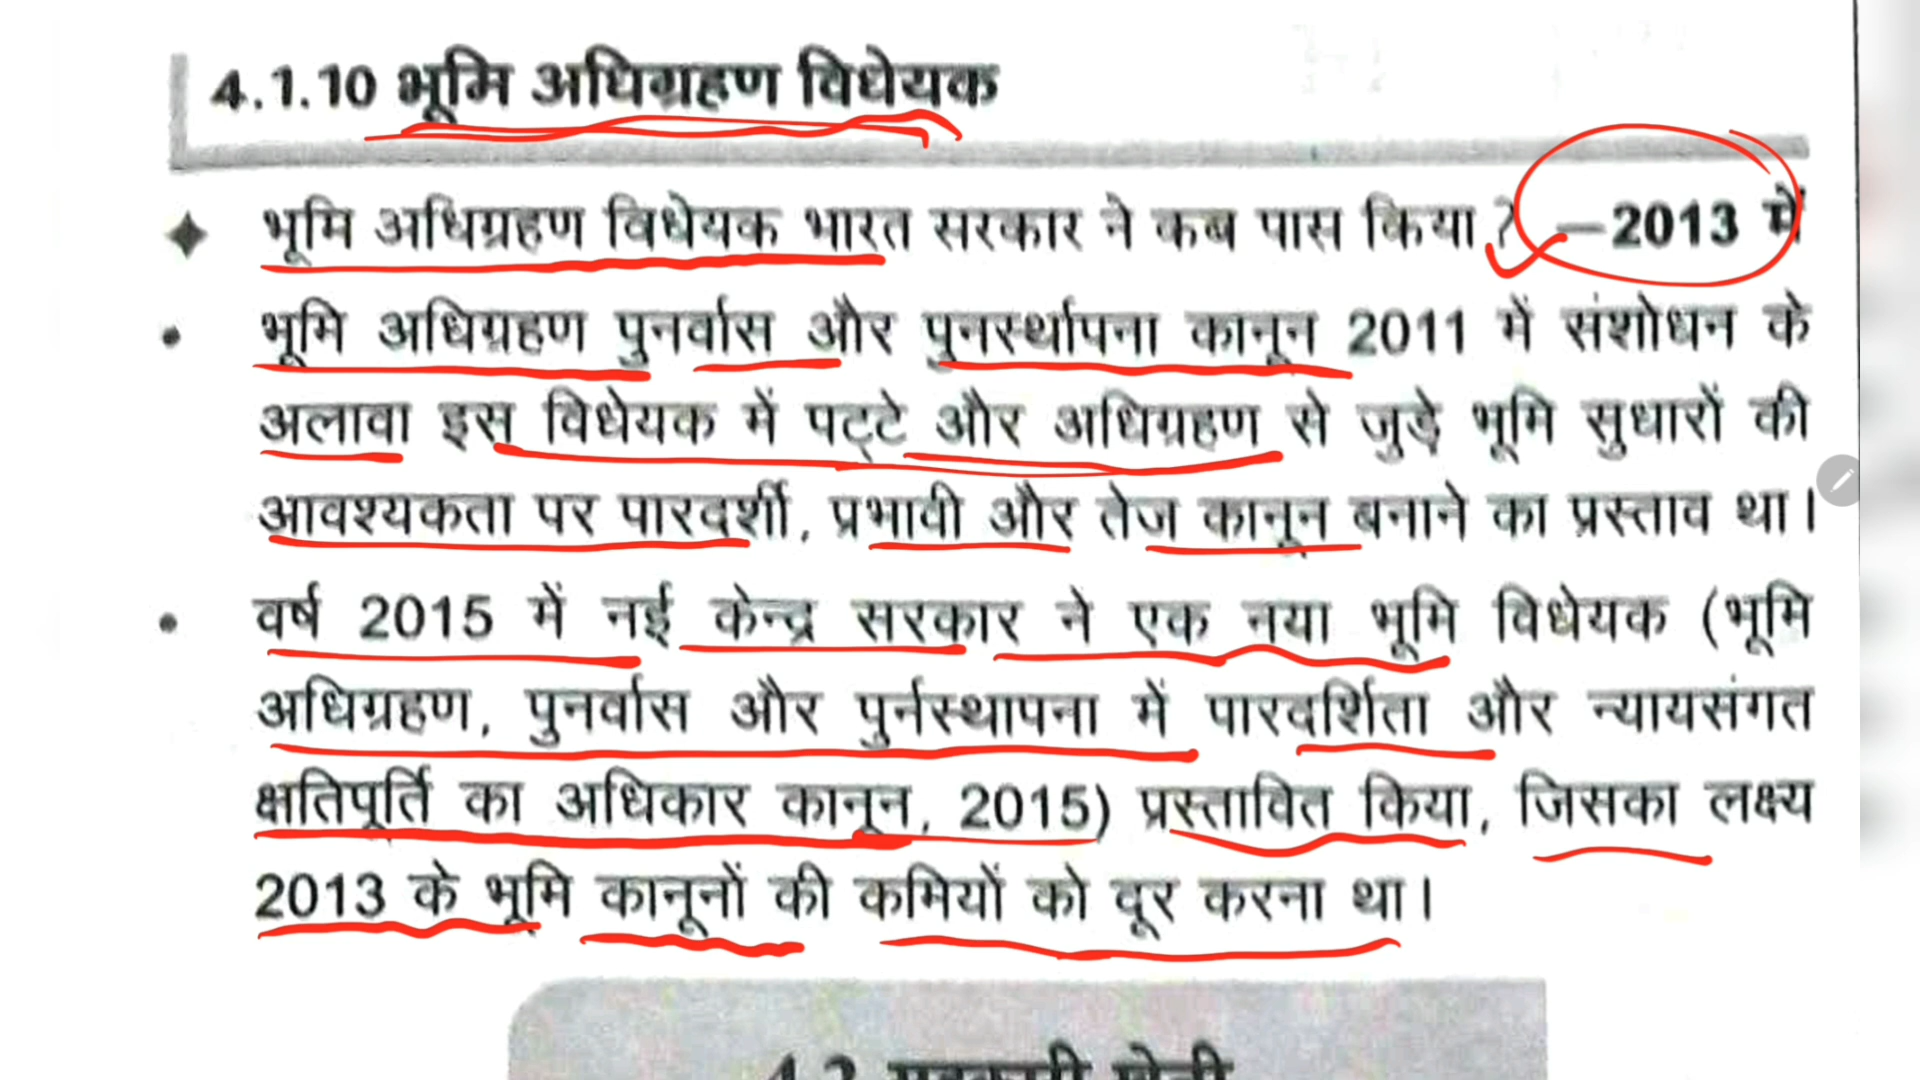 4.1.10 भूमि अधिग्रहण विधेयक
भूमि अधिग्रहण विधेयक भारत सरकार ने कब पास किया? –2013 में
भूमि अधिग्रहण पुनर्वास और पुनर्स्थापना कानून 2011 में संशोधन के
अलावा इस विधेयक में पट्टे और अधिग्रहण से जुड़े भूमि सुधारों की
आवश्यकता पर पारदर्शी, प्रभावी और तेज कानून बनाने का प्रस्ताव था।
वर्ष 2015 में नई केन्द्र सरकार ने एक नया भूमि विधेयक (भूमि
अधिग्रहण, पुनर्वास और पुर्नस्थापना में पारदर्शिता और न्यायसंगत
क्षतिपूर्ति का अधिकार कानून, 2015) प्रस्तावित किया, जिसका लक्ष्य
2013 के भूमि कानूनों की कमियों को दूर करना था।
4.2